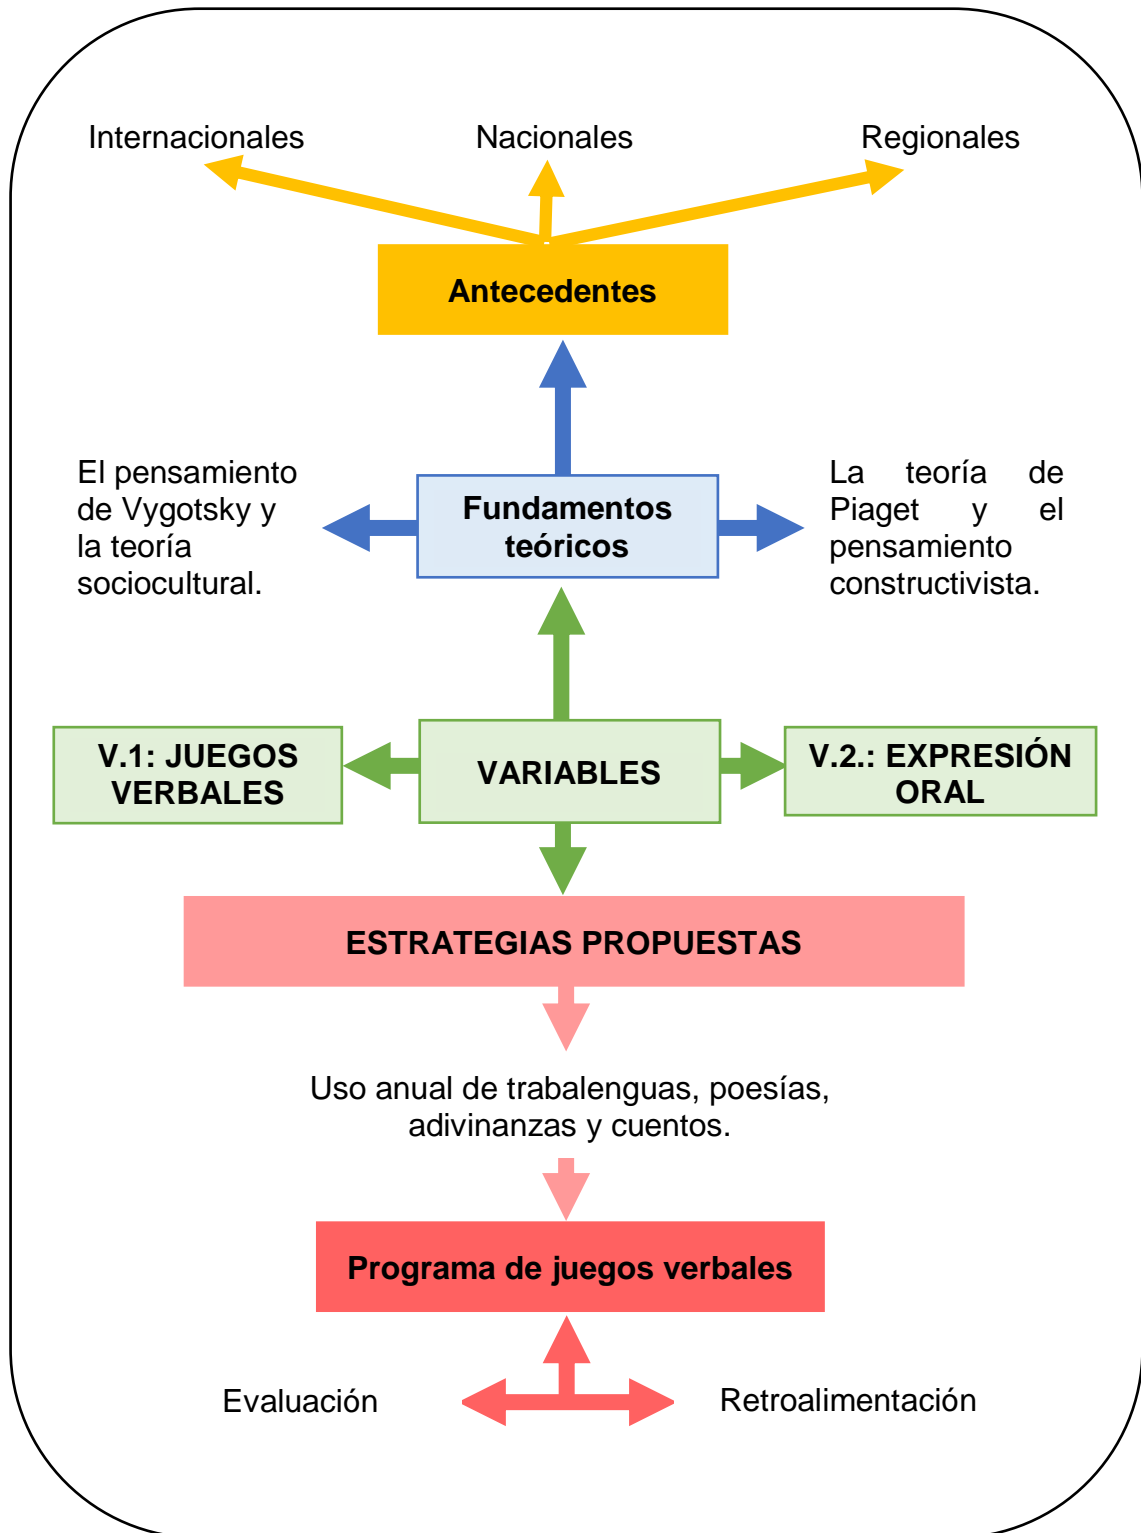 Internacionales
Nacionales
Regionales
Antecedentes
El pensamiento
de Vygotsky y
la teoría
sociocultural.
Fundamentos
teóricos
La teoría de
Piaget y el
pensamiento
constructivista.
V.1: JUEGOS
VERBALES
VARIABLES
V.2.: EXPRESIÓN
ORAL
ESTRATEGIAS PROPUESTAS
Uso anual de trabalenguas, poesías,
adivinanzas y cuentos.
Programa de juegos verbales
Evaluación
Retroalimentación